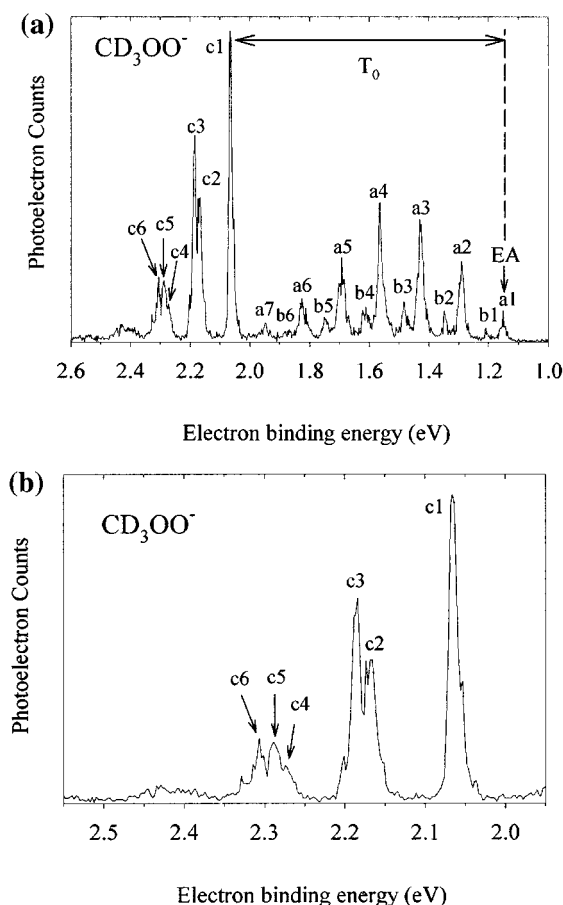 (a)
CD3OO-
c1
T0
c3
c2
c6
c5
c4
a7
b6
a6
b5
a5
b4
a4
b3
a3
b2
a2
b1
EA
a1
Photoelectron Counts
2.6 2.4 2.2 2.0 1.8 1.6 1.4 1.2 1.0
Electron binding energy (eV)
(b)
CD3OO-
c1
c3
c2
c6
c5
c4
Photoelectron Counts
2.5 2.4 2.3 2.2 2.1 2.0
Electron binding energy (eV)